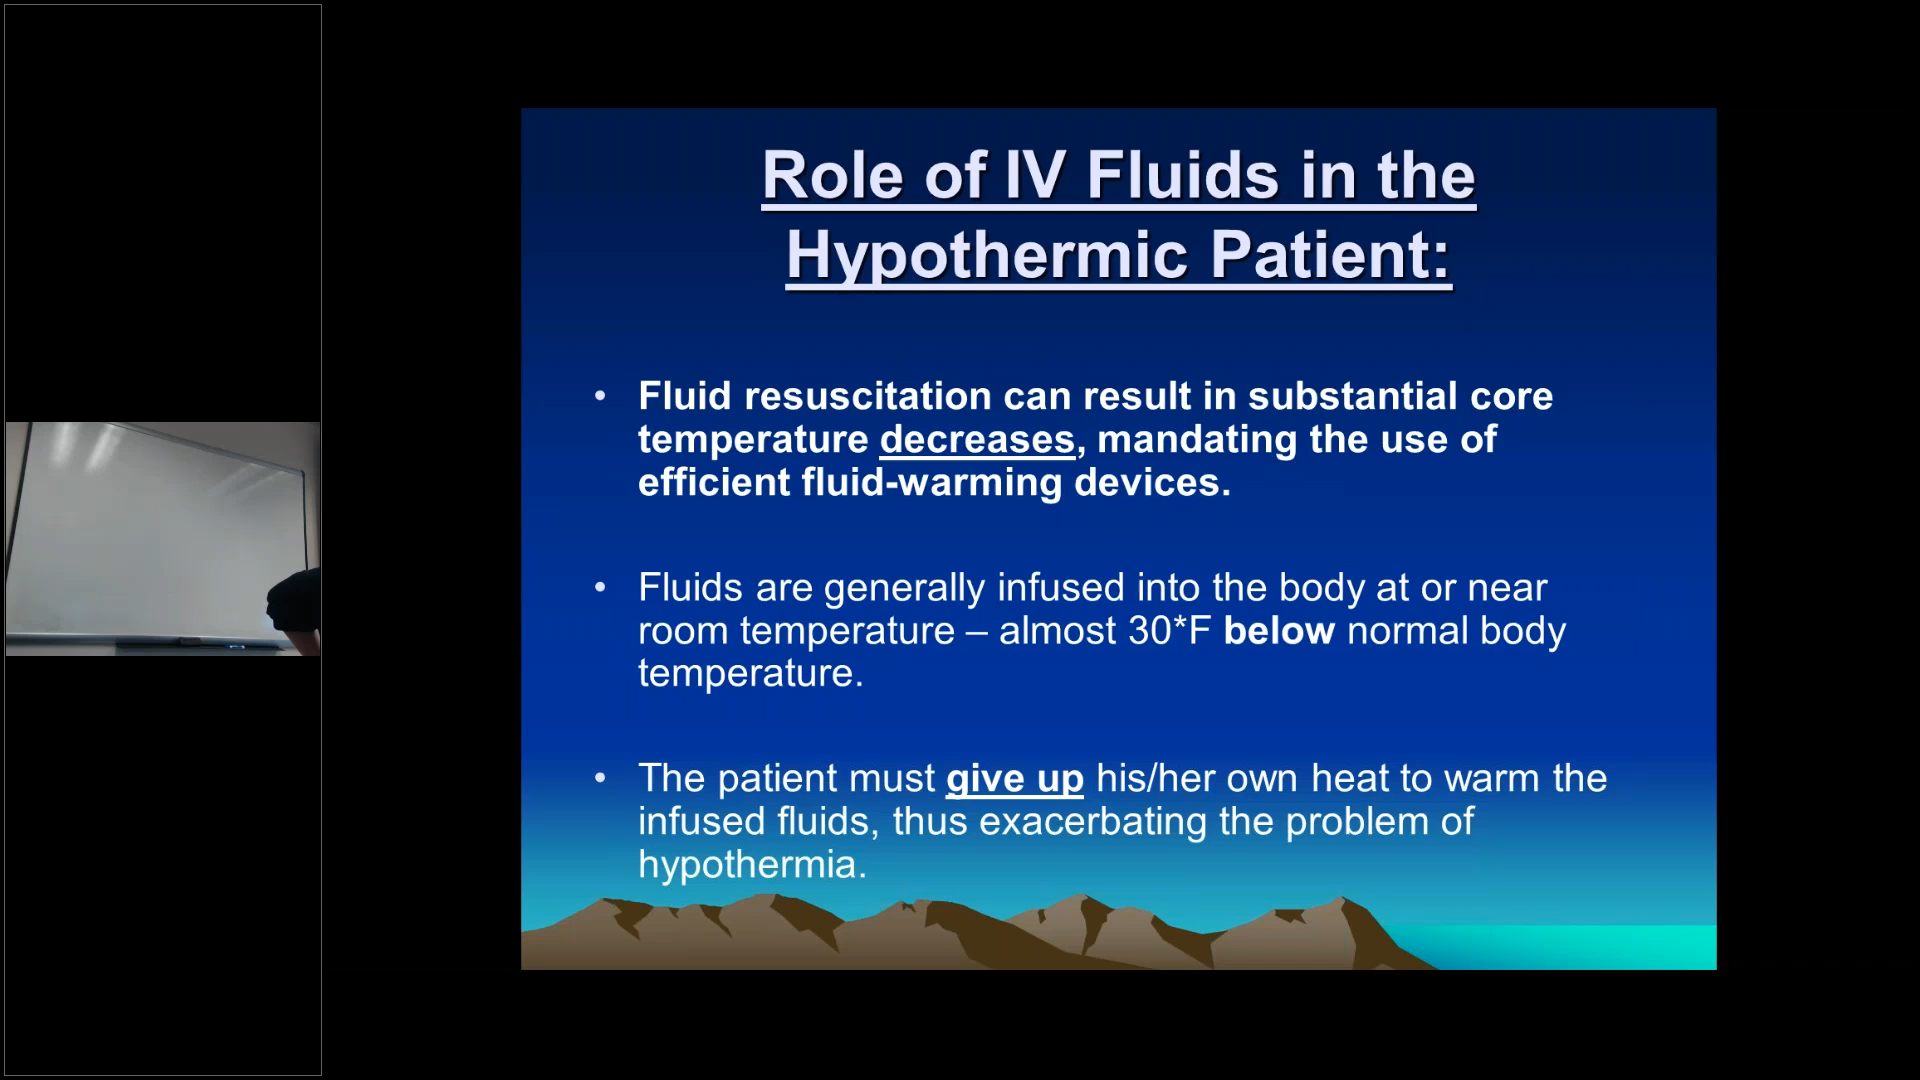 Role of IV Fluids in the
Hypothermic Patient:
• Fluid resuscitation can result in substantial core
temperature decreases, mandating the use of
efficient fluid-warming devices.
• Fluids are generally infused into the body at or near
room temperature – almost 30*F below normal body
temperature.
• The patient must give up his/her own heat to warm the
infused fluids, thus exacerbating the problem of
hypothermia.